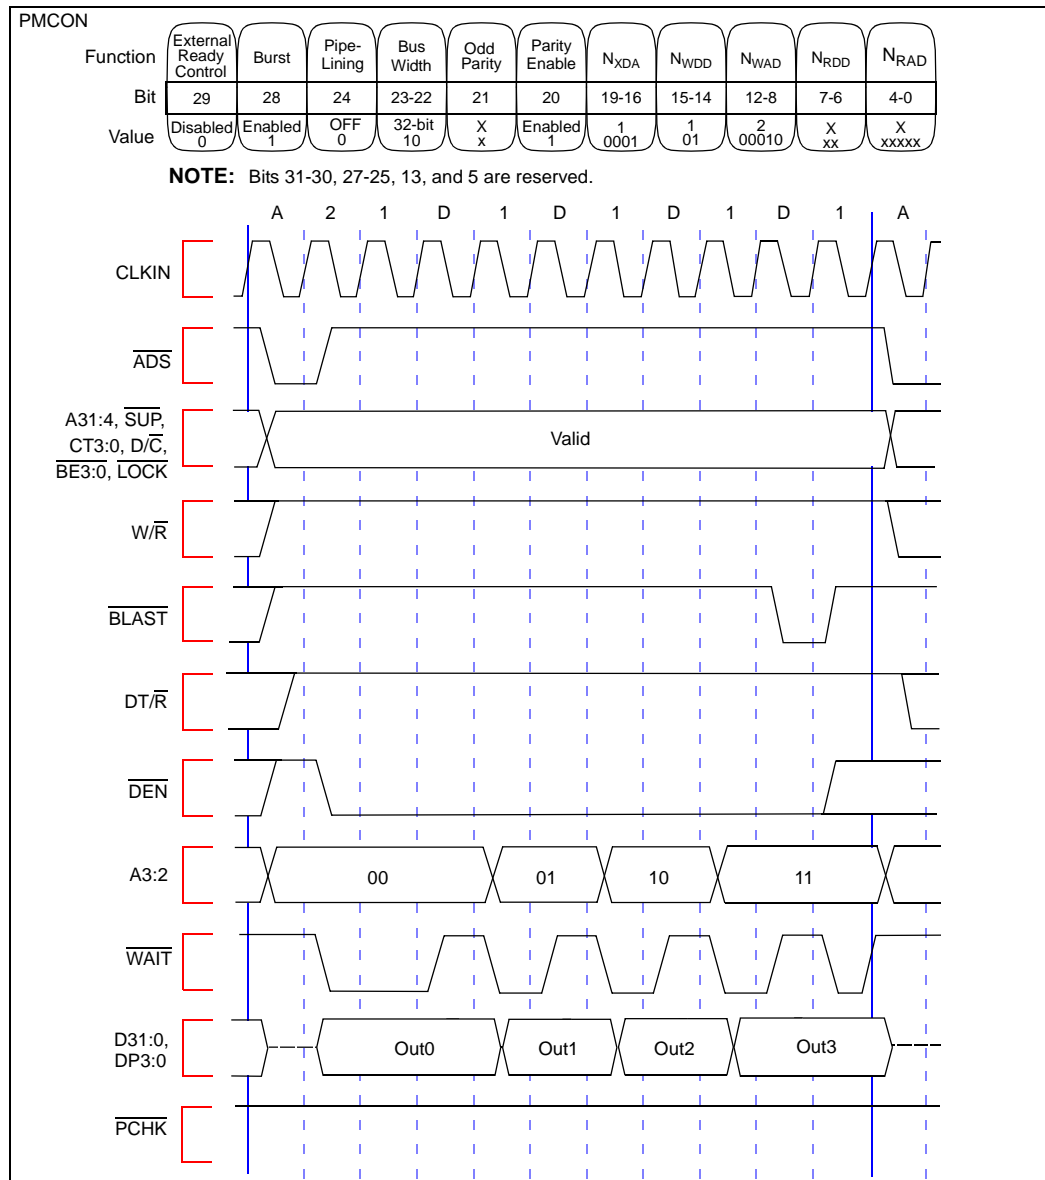 PMCON
Function External Ready Control Burst Pipe-Lining Bus Width Odd Parity Parity Enable NXDA NWDD NWAD NRDD NRAD
Bit 29 28 24 23-22 21 20 19-16 15-14 12-8 7-6 4-0
Value Disabled 0 Enabled 1 OFF 0 32-bit 10 X x Enabled 1 1 0001 1 01 2 00010 X xx X xxxxx
NOTE: Bits 31-30, 27-25, 13, and 5 are reserved.
A 2 1 D 1 D 1 D 1 D 1 A
CLKIN
ADS
A31:4, SUP,
CT3:0, D/C,
BE3:0, LOCK
Valid
W/R
BLAST
DT/R
DEN
A3:2 00 01 10 11
WAIT
D31:0,
DP3:0
Out0 Out1 Out2 Out3
PCHK